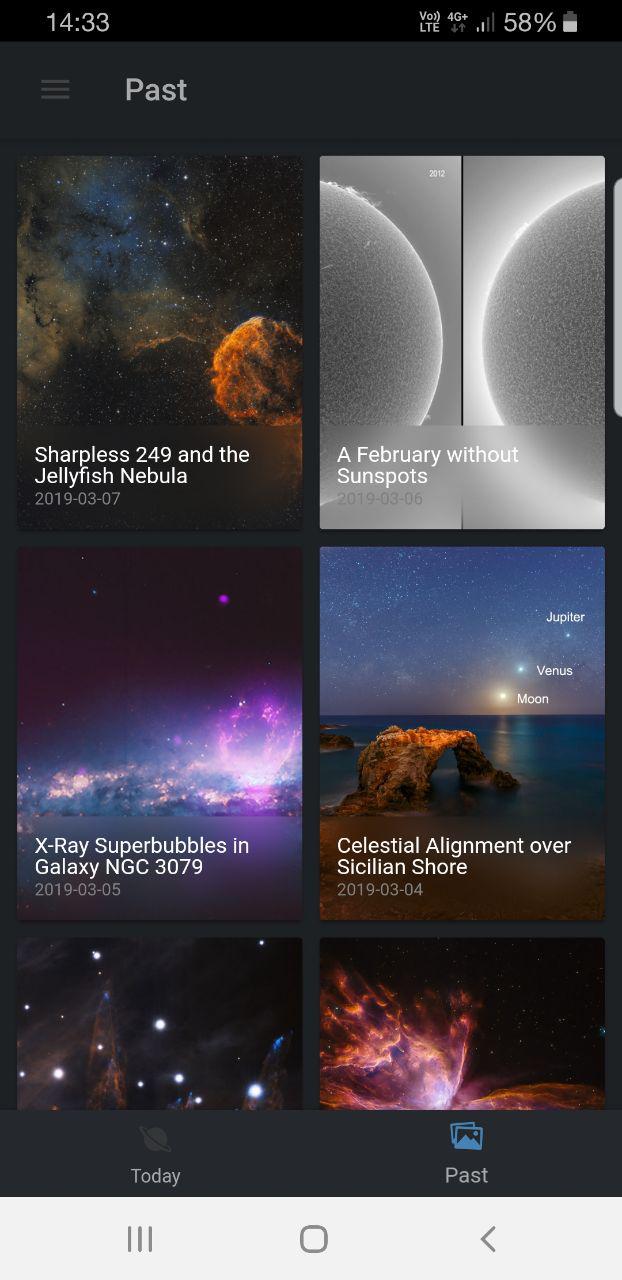 14:33
Vo)) LTE 4G+ 58%
Past
2012
Sharpless 249 and the
Jellyfish Nebula
2019-03-07
A February without
Sunspots
2019-03-06
Jupiter
Venus
Moon
X-Ray Superbubbles in
Galaxy NGC 3079
2019-03-05
Celestial Alignment over
Sicilian Shore
2019-03-04
Today
Past